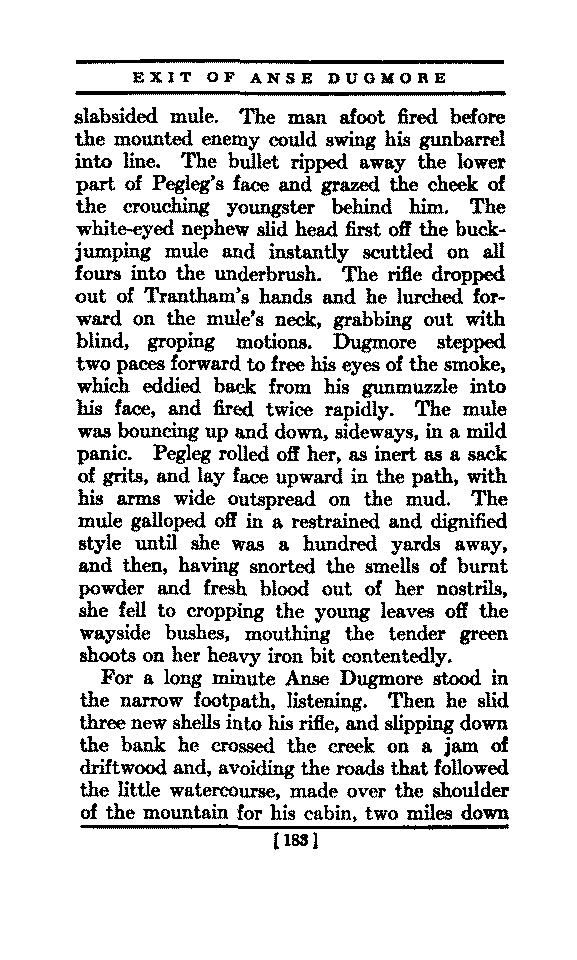 EXIT OF ANSE DUGMORE
slabsided mule. The man afoot fired before
the mounted enemy could swing his gunbarrel
into line. The bullet ripped away the lower
part of Pegleg's face and grazed the cheek of
the crouching youngster behind him. The
white-eyed nephew slid head first off the buck-
jumping mule and instantly scuttled on all
fours into the underbrush. The rifle dropped
out of Trantham's hands and he lurched for-
ward on the mule's neck, grabbing out with
blind, groping motions. Dugmore stepped
two paces forward to free his eyes of the smoke,
which eddied back from his gunmuzzle into
his face, and fired twice rapidly. The mule
was bouncing up and down, sideways, in a mild
panic. Pegleg rolled off her, as inert as a sack
of grits, and lay face upward in the path, with
his arms wide outspread on the mud. The
mule galloped off in a restrained and dignified
style until she was a hundred yards away,
and then, having snorted the smells of burnt
powder and fresh blood out of her nostrils,
she fell to cropping the young leaves off the
wayside bushes, mouthing the tender green
shoots on her heavy iron bit contentedly.
For a long minute Anse Dugmore stood in
the narrow footpath, listening. Then he slid
three new shells into his rifle, and slipping down
the bank he crossed the creek on a jam of
driftwood and, avoiding the roads that followed
the little watercourse, made over the shoulder
of the mountain for his cabin, two miles down
[183]